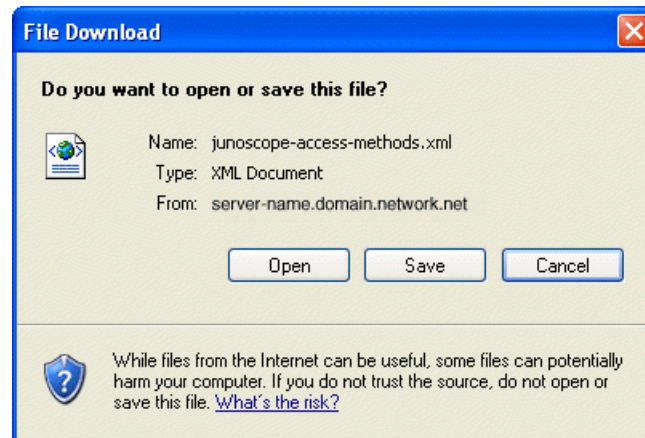 File Download
Do you want to open or save this file?
Name: junoscope-access-methods.xml
Type: XML Document
From: server-name.domain.network.net
Open Save Cancel
While files from the Internet can be useful, some files can potentially
harm your computer. If you do not trust the source, do not open or
save this file. What's the risk?